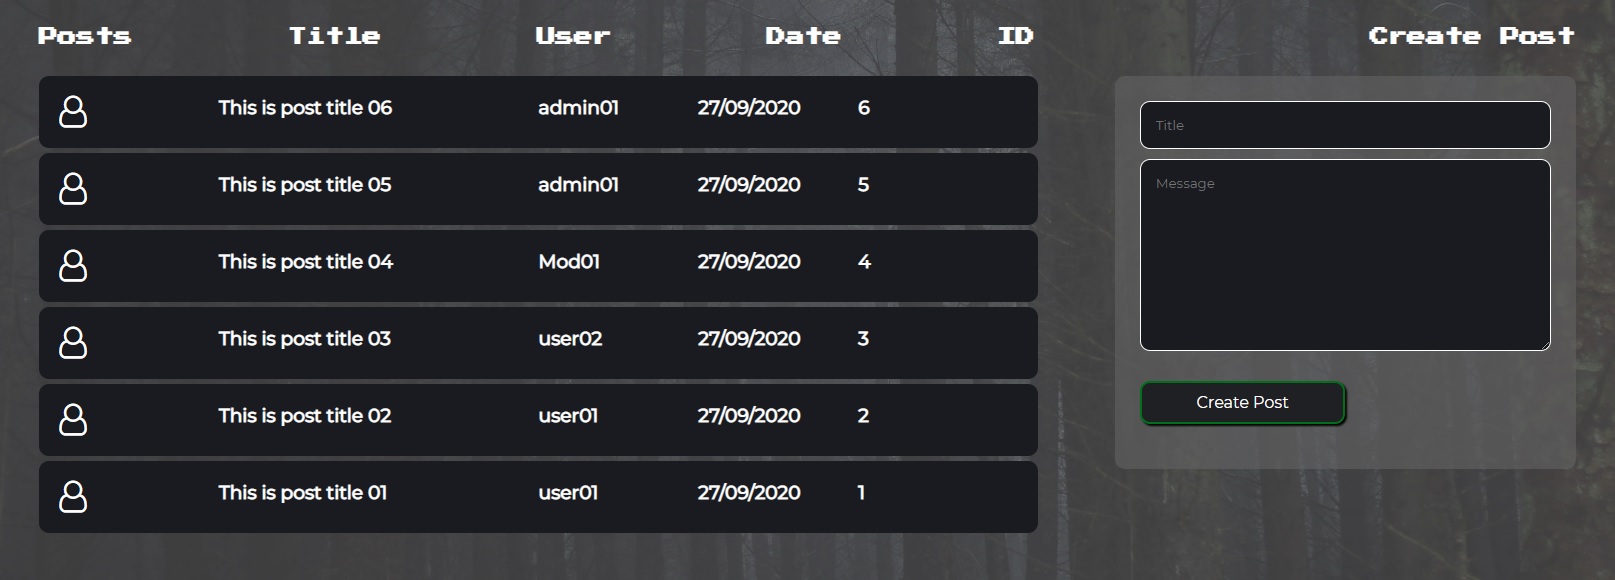 Posts Title User Date ID Create Post
This is post title 06 admin01 27/09/2020 6
This is post title 05 admin01 27/09/2020 5
This is post title 04 Mod01 27/09/2020 4
This is post title 03 user02 27/09/2020 3
This is post title 02 user01 27/09/2020 2
This is post title 01 user01 27/09/2020 1
Title
Message
Create Post